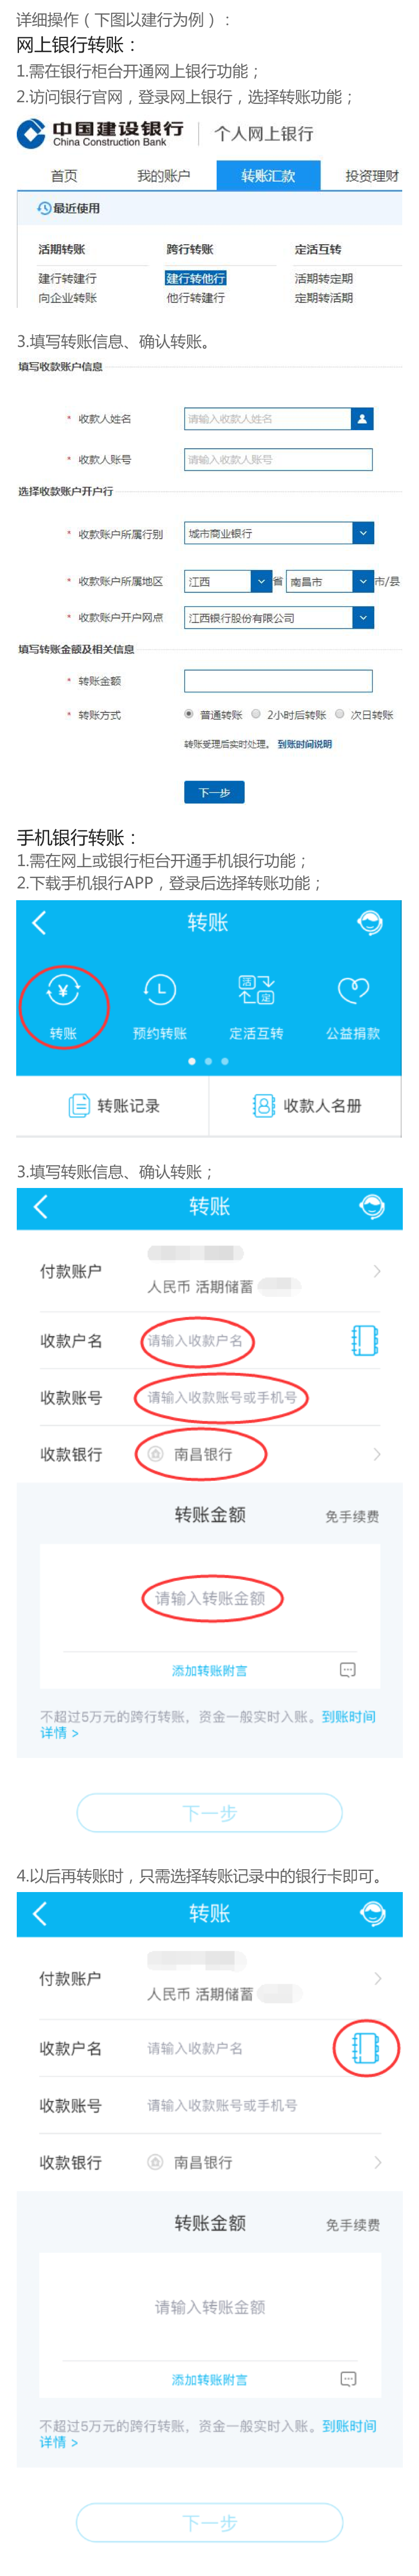 详细操作（下图以建行为例）：
网上银行转账：
1.需在银行柜台开通网上银行功能；
2.访问银行官网，登录网上银行，选择转账功能；
中国建设银行 个人网上银行
China Construction Bank
首页 我的账户 转账汇款 投资理财
最近使用
活期转账 跨行转账 定活互转
建行转建行 建行转他行 活期转定期
向企业转账 他行转建行 定期转活期
3.填写转账信息、确认转账。
填写收款账户信息
* 收款人姓名 请输入收款人姓名
* 收款人账号 请输入收款人账号
选择收款账户开户行
* 收款账户所属行别 城市商业银行
* 收款账户所属地区 江西 省 南昌市 市/县
* 收款账户开户网点 江西银行股份有限公司
填写转账金额及相关信息
* 转账金额
* 转账方式 普通转账 2小时后转账 次日转账
转账受理后实时处理。 到账时间说明
下一步
手机银行转账：
1.需在网上或银行柜台开通手机银行功能；
2.下载手机银行APP，登录后选择转账功能；
转账
转账 预约转账 定活互转 公益捐款
转账记录 收款人名册
3.填写转账信息、确认转账；
转账
付款账户
人民币 活期储蓄
收款户名 请输入收款户名
收款账号 请输入收款账号或手机号
收款银行 南昌银行
转账金额 免手续费
请输入转账金额
添加转账附言
不超过5万元的跨行转账，资金一般实时入账。到账时间
详情 >
下一步
4.以后再转账时，只需选择转账记录中的银行卡即可。
转账
付款账户
人民币 活期储蓄
收款户名 请输入收款户名
收款账号 请输入收款账号或手机号
收款银行 南昌银行
转账金额 免手续费
请输入转账金额
添加转账附言
不超过5万元的跨行转账，资金一般实时入账。到账时间
详情 >
下一步